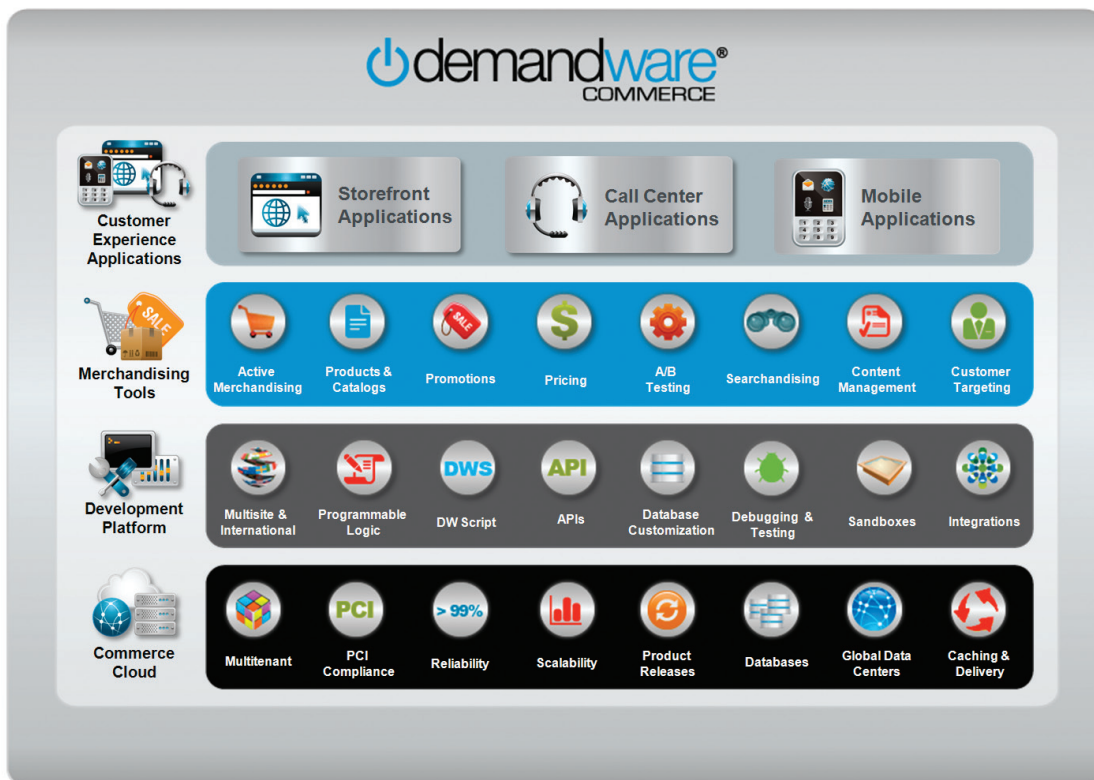 demandware®
COMMERCE
Customer
Experience
Applications
Storefront
Applications
Call Center
Applications
Mobile
Applications
SALE
Merchandising
Tools
Active
Merchandising
Products &
Catalogs
SALE
Promotions
$
Pricing
A/B
Testing
Searchandising
Content
Management
Customer
Targeting
Development
Platform
Multisite &
International
Programmable
Logic
DWS
DW Script
API
APIs
Database
Customization
Debugging &
Testing
Sandboxes
Integrations
Commerce
Cloud
Multitenant
PCI
PCI
Compliance
> 99%
Reliability
Scalability
Product
Releases
Databases
Global Data
Centers
Caching &
Delivery